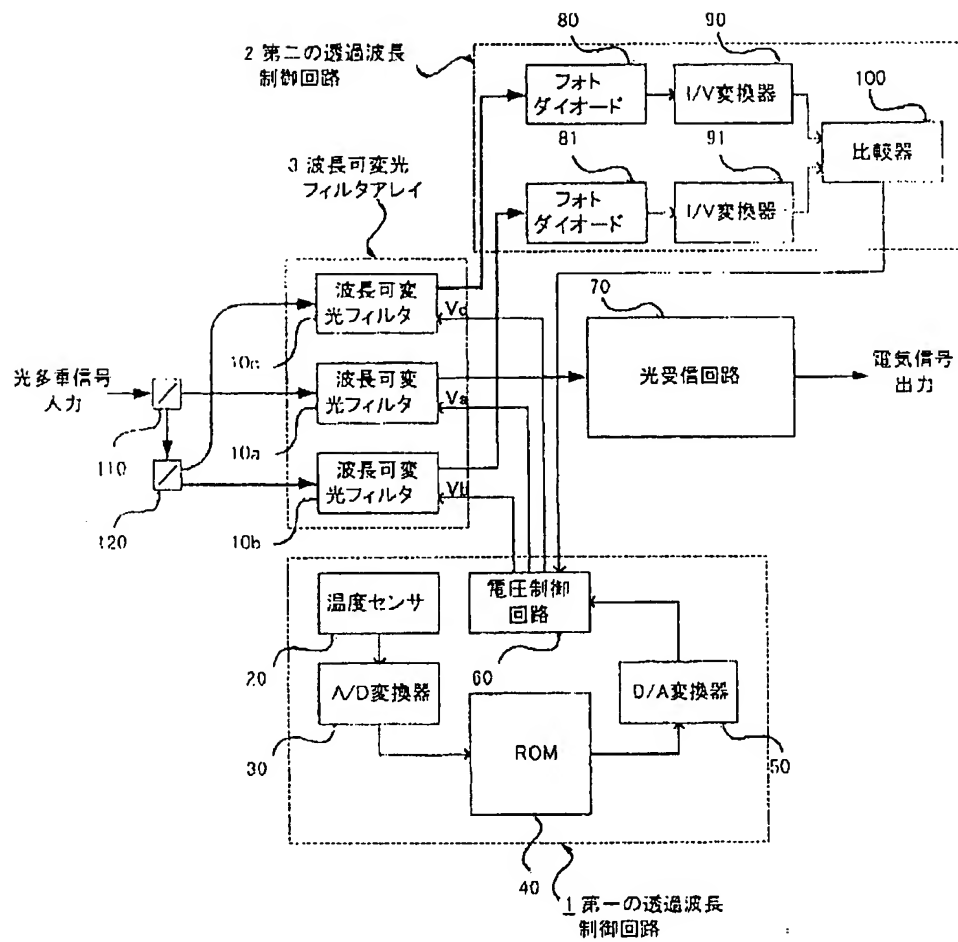 80
90
2 第二の透過波長
制御回路
フォト
ダイオード
I/V変換器
100
比較器
81
91
3 波長可変光
フィルタアレイ
フォト
ダイオード
I/V変換器
波長可変
光フィルタ
Vc
70
10c
光多重信号
入力
波長可変
光フィルタ
Va
光受信回路
電気信号
出力
110
10a
波長可変
光フィルタ
Vb
120
10b
温度センサ
電圧制御
回路
20
60
A/D変換器
D/A変換器
ROM
30
50
40
1 第一の透過波長
制御回路